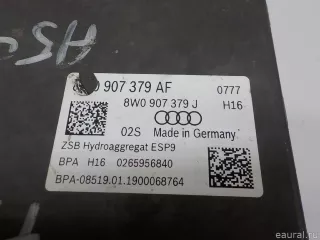 HSO
907 379 AF
0777
8W0 907 379 J
H16
02S Made in Germany
ZSB Hydroaggregat ESP9
BPA H16 0265956840
BPA-08519.01.1900068764
eaural.ru